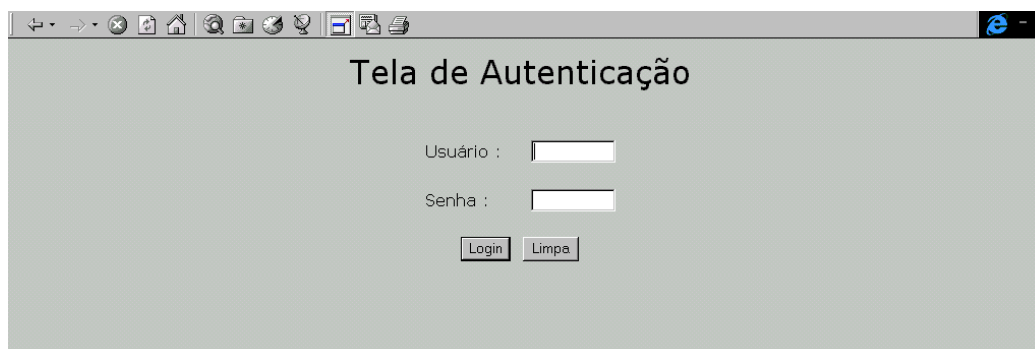 Tela de Autenticação
Usuário :
Senha :
Login Limpa